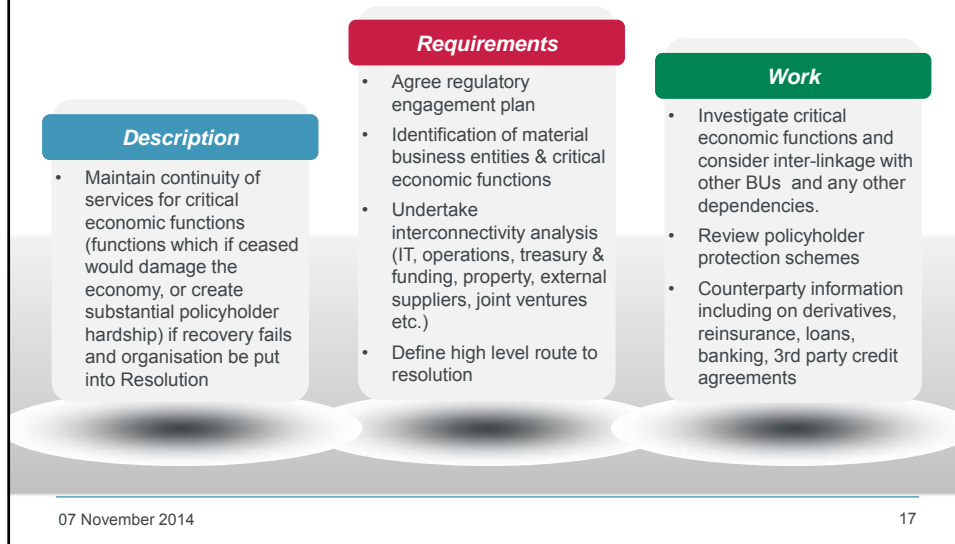 Description
• Maintain continuity of
services for critical
economic functions
(functions which if ceased
would damage the
economy, or create
substantial policyholder
hardship) if recovery fails
and organisation be put
into Resolution
Requirements
• Agree regulatory
engagement plan
• Identification of material
business entities & critical
economic functions
• Undertake
interconnectivity analysis
(IT, operations, treasury &
funding, property, external
suppliers, joint ventures
etc.)
• Define high level route to
resolution
Work
• Investigate critical
economic functions and
consider inter-linkage with
other BUs and any other
dependencies.
• Review policyholder
protection schemes
• Counterparty information
including on derivatives,
reinsurance, loans,
banking, 3rd party credit
agreements
07 November 2014
17